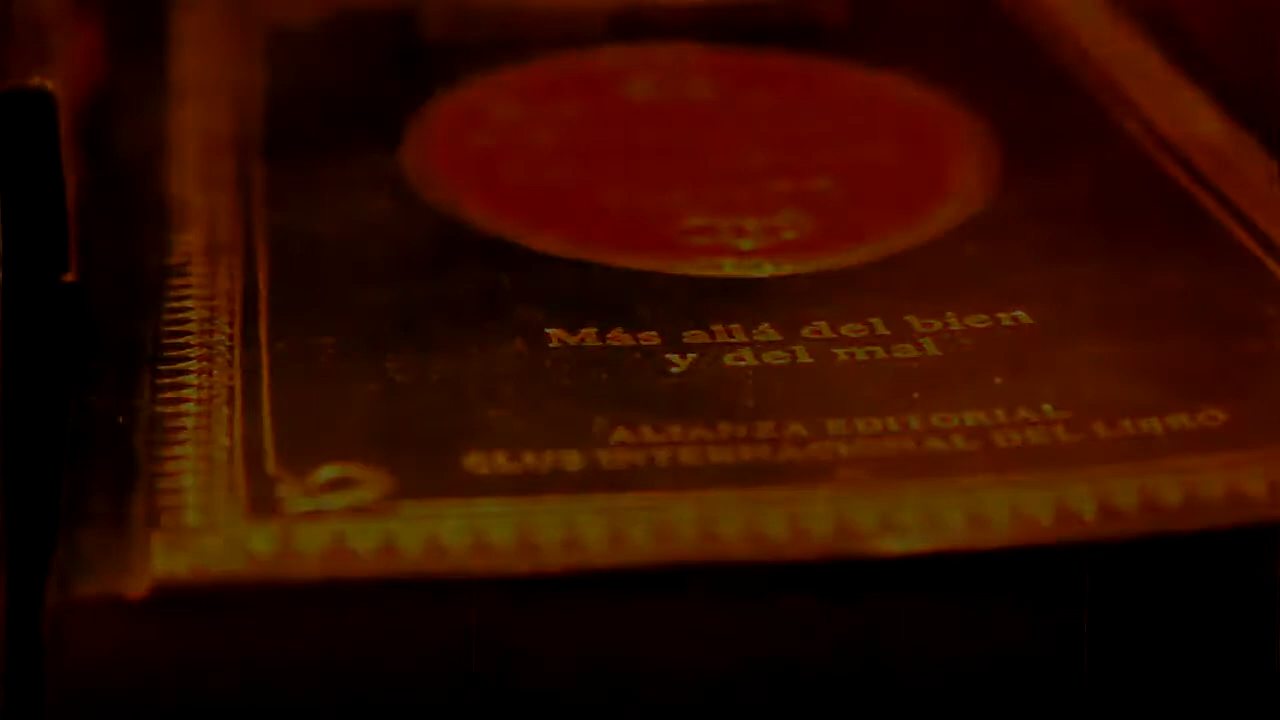 Más allá del bien
y del mal
ALIANZA EDITORIAL
CLUB INTERNACIONAL DEL LIBRO